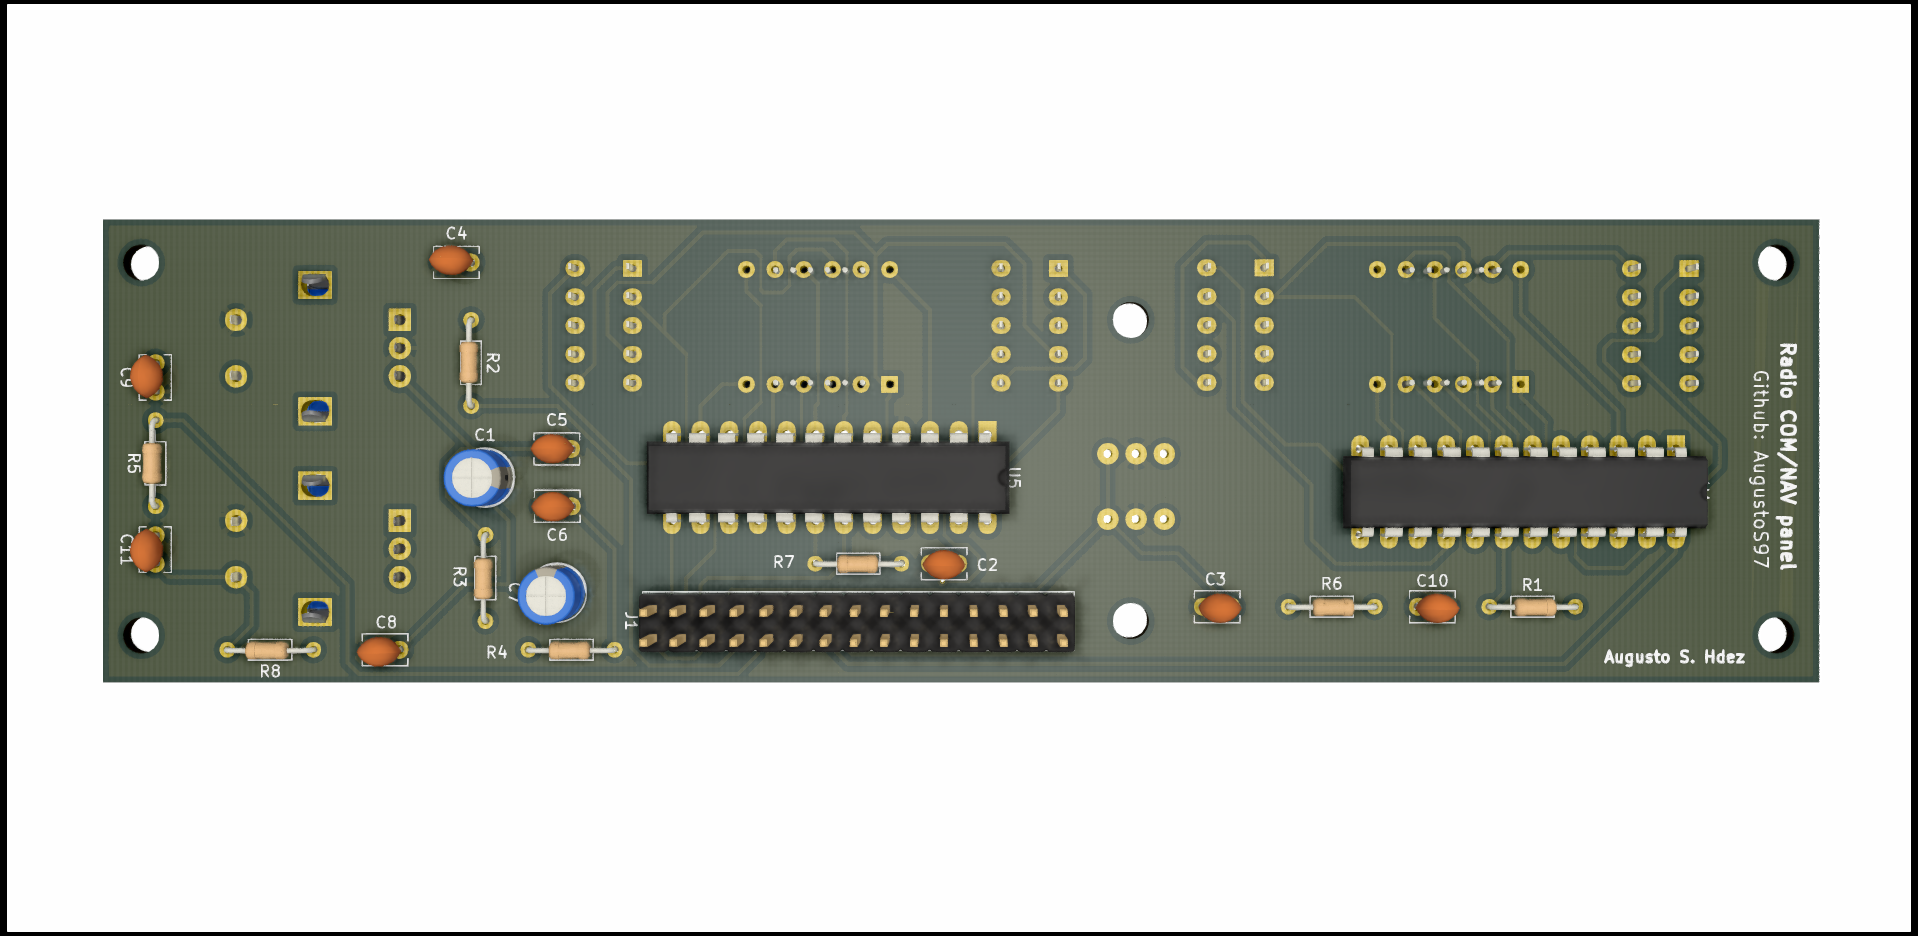 C4
R2
C9
R5
C11
C1
C5
C6
R3
C7
C8
R8
R4
J1
U5
R7
C2
C3
R6
C10
R1
Radio COM/NAV panel
Github: AugustoS97
Augusto S. Hdez